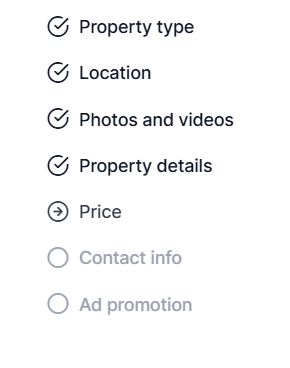 Property type
Location
Photos and videos
Property details
Price
Contact info
Ad promotion